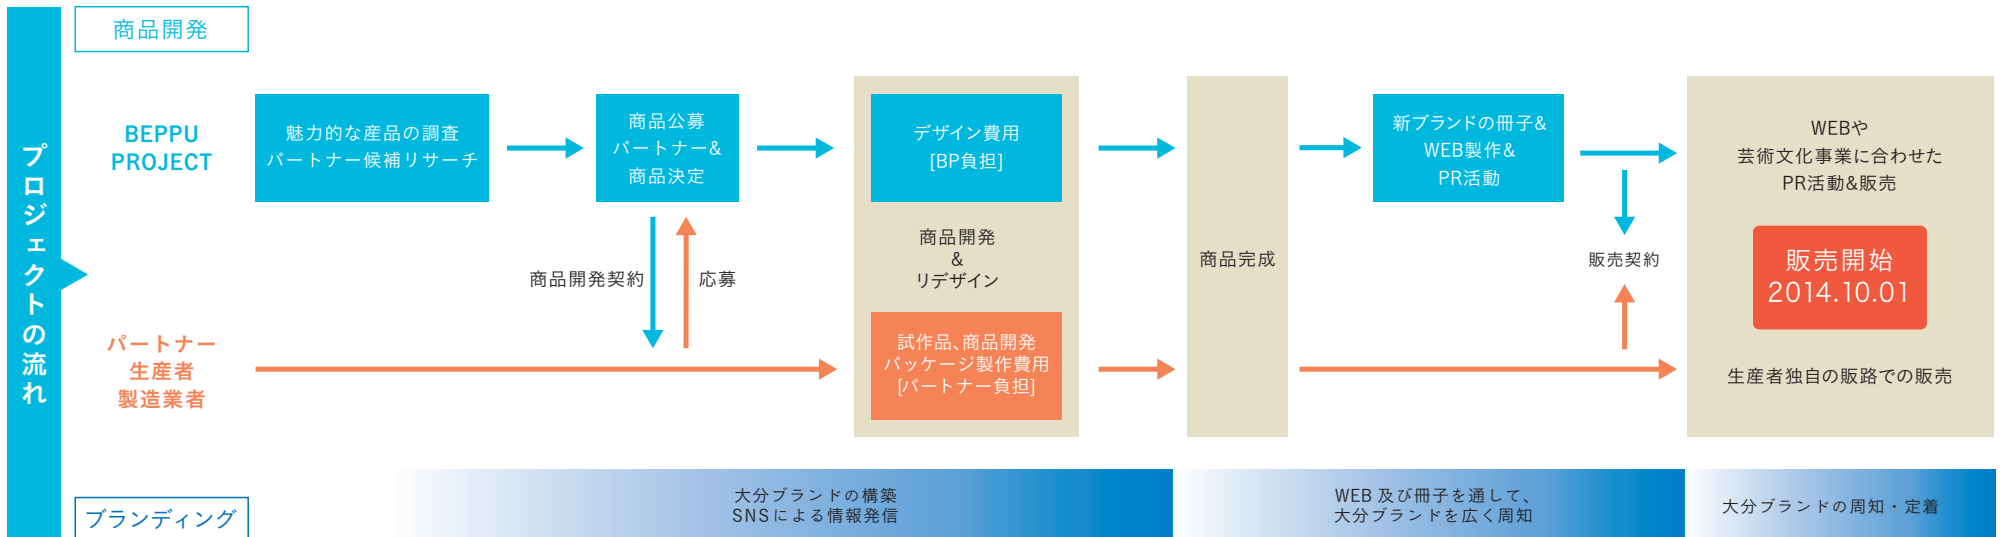 プロジェクトの流れ
商品開発
BEPPU
PROJECT
魅力的な産品の調査
パートナー候補リサーチ
商品公募
パートナー&
商品決定
デザイン費用
[BP負担]
新ブランドの冊子&
WEB製作&
PR活動
WEBや
芸術文化事業に合わせた
PR活動&販売
商品開発契約
応募
商品開発
&
リデザイン
商品完成
販売契約
販売開始
2014.10.01
パートナー
生産者
製造業者
試作品、商品開発
パッケージ製作費用
[パートナー負担]
生産者独自の販路での販売
ブランディング
大分ブランドの構築
SNSによる情報発信
WEB 及び冊子を通して、
大分ブランドを広く周知
大分ブランドの周知・定着